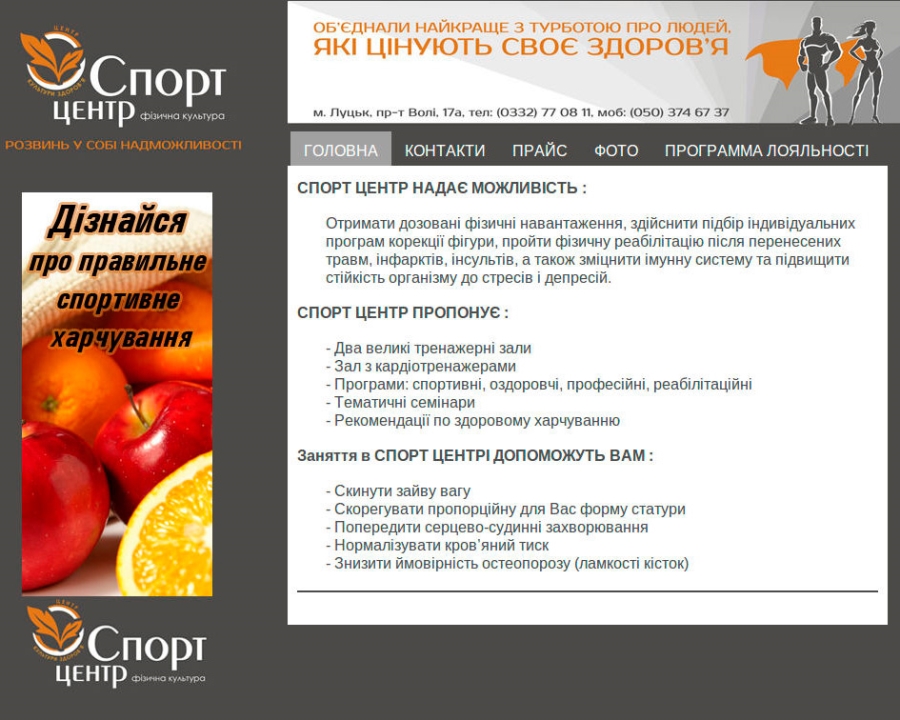 ЦЕНТР
КУЛЬТУРИ ЗДОРОВ'Я
Спорт
ЦЕНТР фізична культура
РОЗВИНЬ У СОБІ НАДМОЖЛИВОСТІ
ОБ'ЄДНАЛИ НАЙКРАЩЕ З ТУРБОТОЮ ПРО ЛЮДЕЙ,
ЯКІ ЦІНУЮТЬ СВОЄ ЗДОРОВ'Я
м. Луцьк, пр-т Волі, 17а, тел: (0332) 77 08 11, моб: (050) 374 67 37
ГОЛОВНА КОНТАКТИ ПРАЙС ФОТО ПРОГРАММА ЛОЯЛЬНОСТІ
Дізнайся
про правильне
спортивне
харчування
СПОРТ ЦЕНТР НАДАЄ МОЖЛИВІСТЬ :
Отримати дозовані фізичні навантаження, здійснити підбір індивідуальних
програм корекції фігури, пройти фізичну реабілітацію після перенесених
травм, інфарктів, інсультів, а також зміцнити імунну систему та підвищити
стійкість організму до стресів і депресій.
СПОРТ ЦЕНТР ПРОПОНУЄ :
- Два великі тренажерні зали
- Зал з кардіотренажерами
- Програми: спортивні, оздоровчі, професійні, реабілітаційні
- Тематичні семінари
- Рекомендації по здоровому харчуванню
Заняття в СПОРТ ЦЕНТРІ ДОПОМОЖУТЬ ВАМ :
- Скинути зайву вагу
- Скорегувати пропорційну для Вас форму статури
- Попередити серцево-судинні захворювання
- Нормалізувати кров'яний тиск
- Знизити ймовірність остеопорозу (ламкості кісток)
ЦЕНТР
КУЛЬТУРИ ЗДОРОВ'Я
Спорт
ЦЕНТР фізична культура